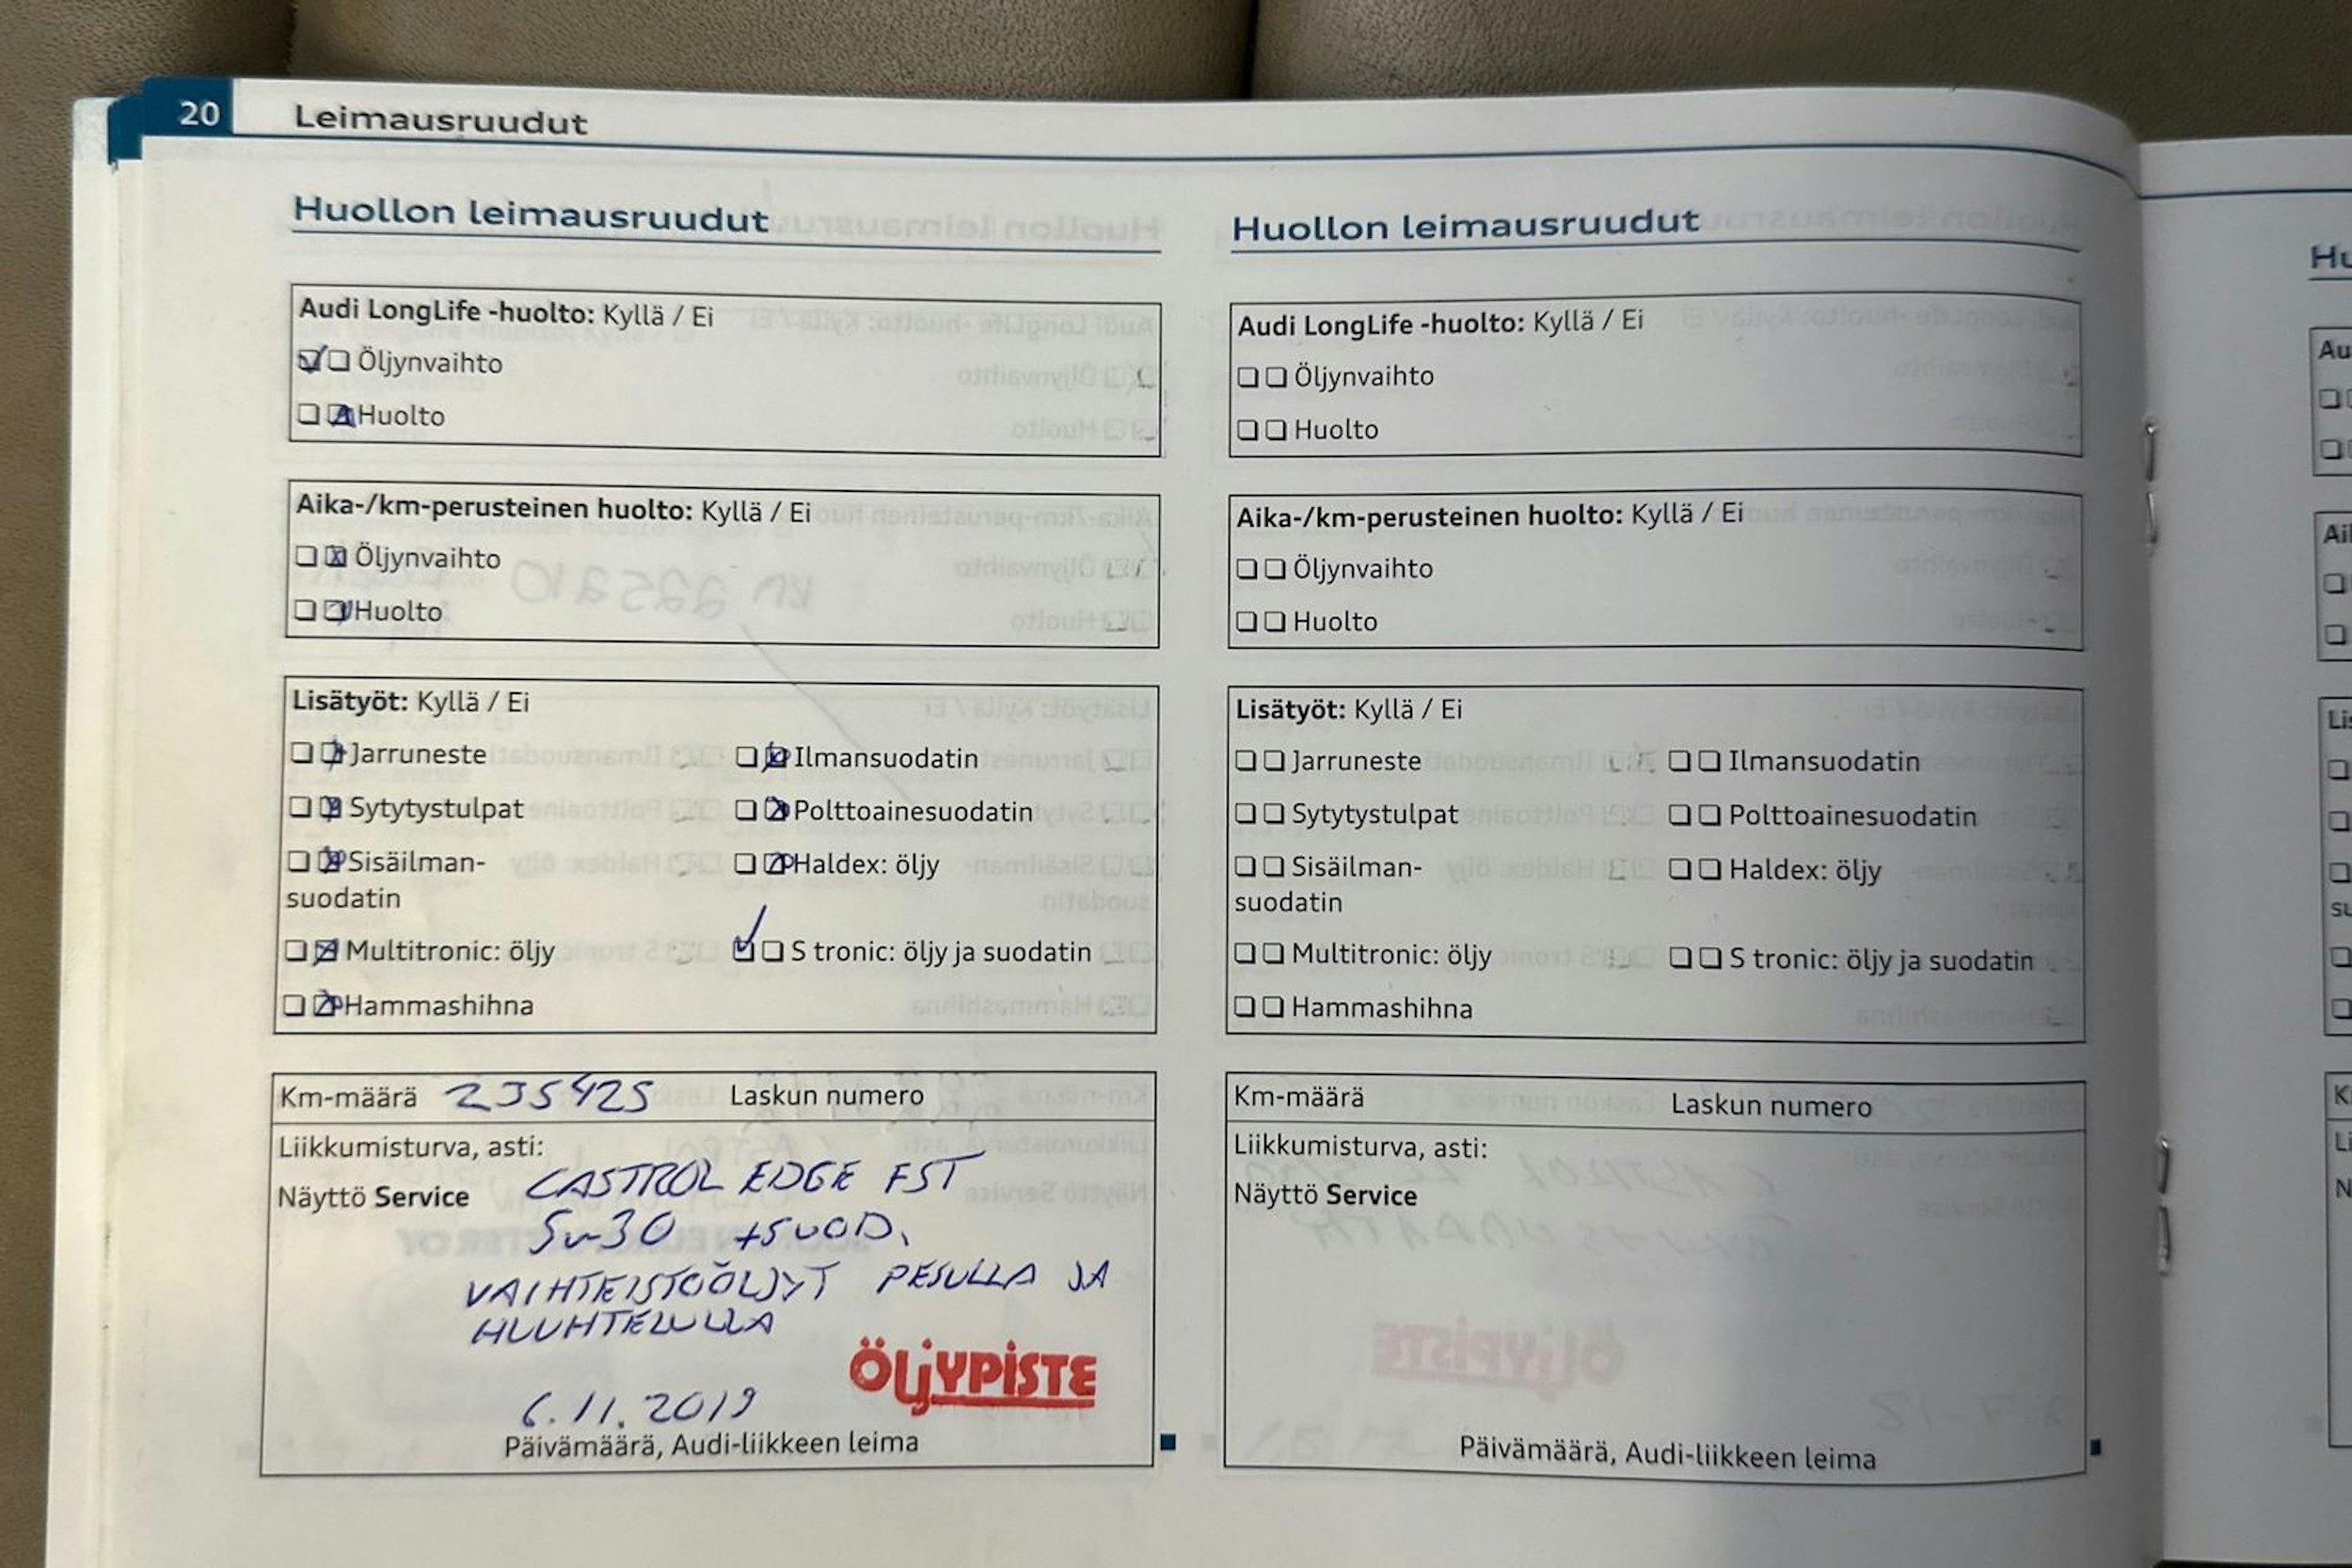 20 Leimausruudut
Huollon leimausruudut
Audi LongLife -huolto: Kyllä / Ei
Öljynvaihto
Huolto
Aika-/km-perusteinen huolto: Kyllä / Ei
Öljynvaihto
Huolto
Lisätyöt: Kyllä / Ei
Jarruneste Ilmansuodatin
Sytytystulpat Polttoainesuodatin
Sisäilman- Haldex: öljy
suodatin
Multitronic: öljy S tronic: öljy ja suodatin
Hammashihna
Km-määrä 235425 Laskun numero
Liikkumisturva, asti:
CASTROL EDGE FST
Näyttö Service
5w30 +SUOD.
VAIHTEISTOÖLJYT PESULLA JA
HUUHTELULLA
ÖLJYPISTE
6.11.2019
Päivämäärä, Audi-liikkeen leima
Huollon leimausruudut
Audi LongLife -huolto: Kyllä / Ei
Öljynvaihto
Huolto
Aika-/km-perusteinen huolto: Kyllä / Ei
Öljynvaihto
Huolto
Lisätyöt: Kyllä / Ei
Jarruneste Ilmansuodatin
Sytytystulpat Polttoainesuodatin
Sisäilman- Haldex: öljy
suodatin
Multitronic: öljy S tronic: öljy ja suodatin
Hammashihna
Km-määrä Laskun numero
Liikkumisturva, asti:
Näyttö Service
Päivämäärä, Audi-liikkeen leima